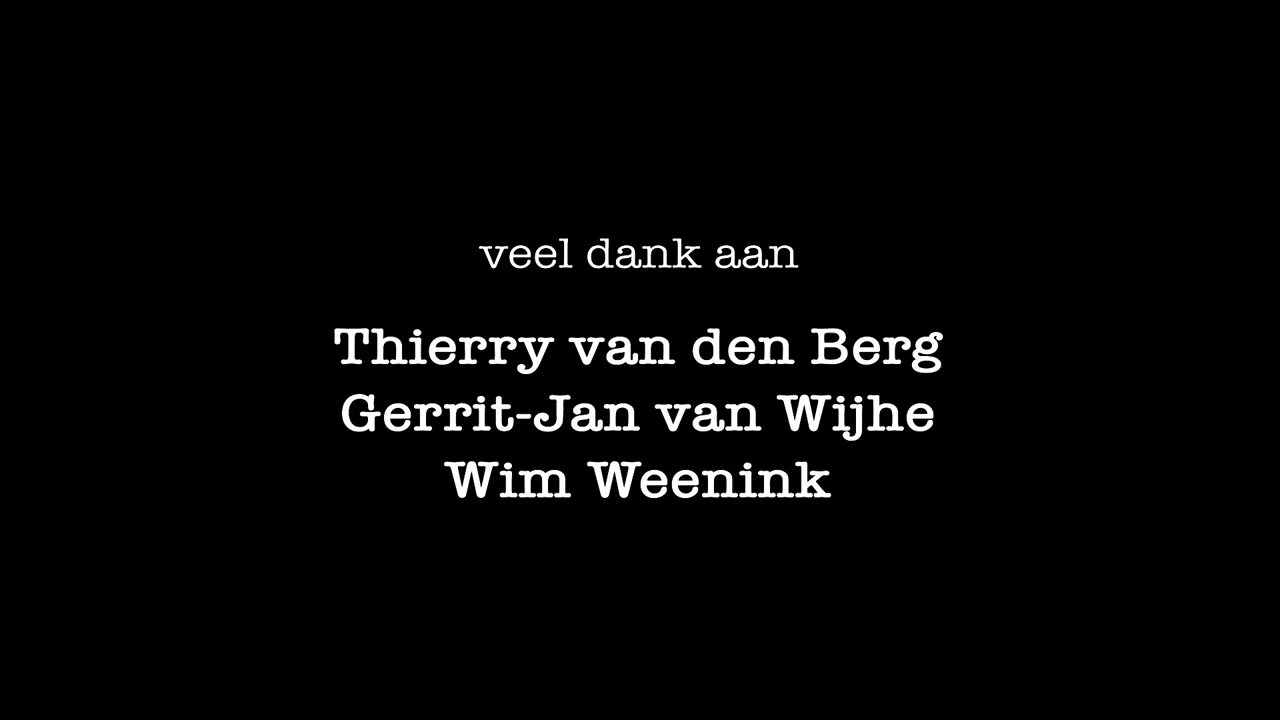 veel dank aan
Thierry van den Berg
Gerrit-Jan van Wijhe
Wim Weenink